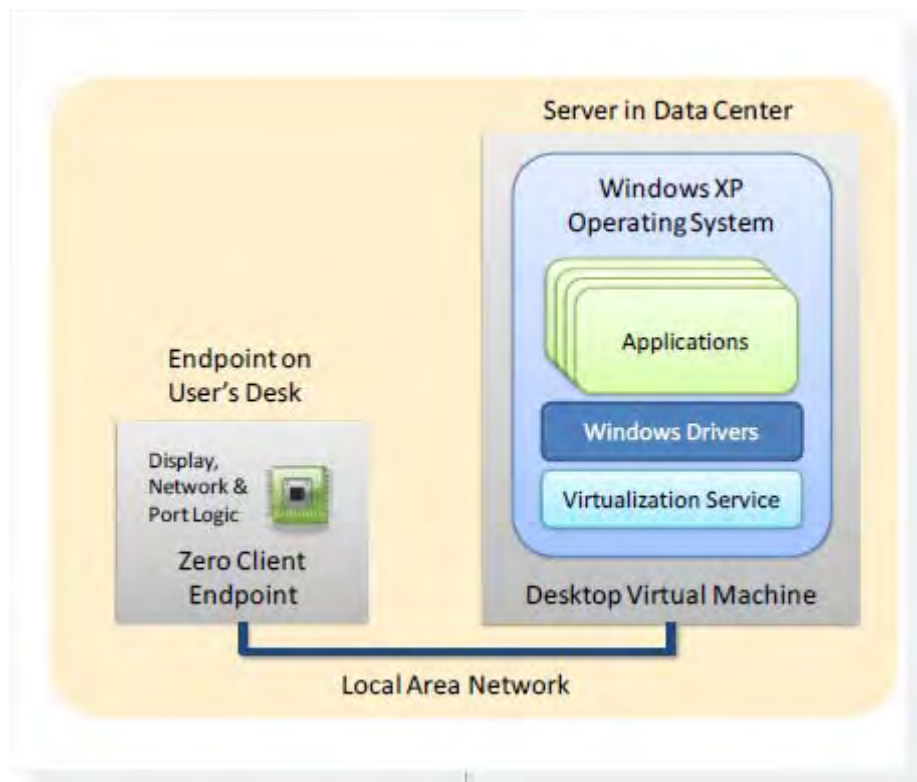 Server in Data Center
Windows XP
Operating System
Applications
Windows Drivers
Virtualization Service
Desktop Virtual Machine
Endpoint on
User's Desk
Display,
Network &
Port Logic
Zero Client
Endpoint
Local Area Network